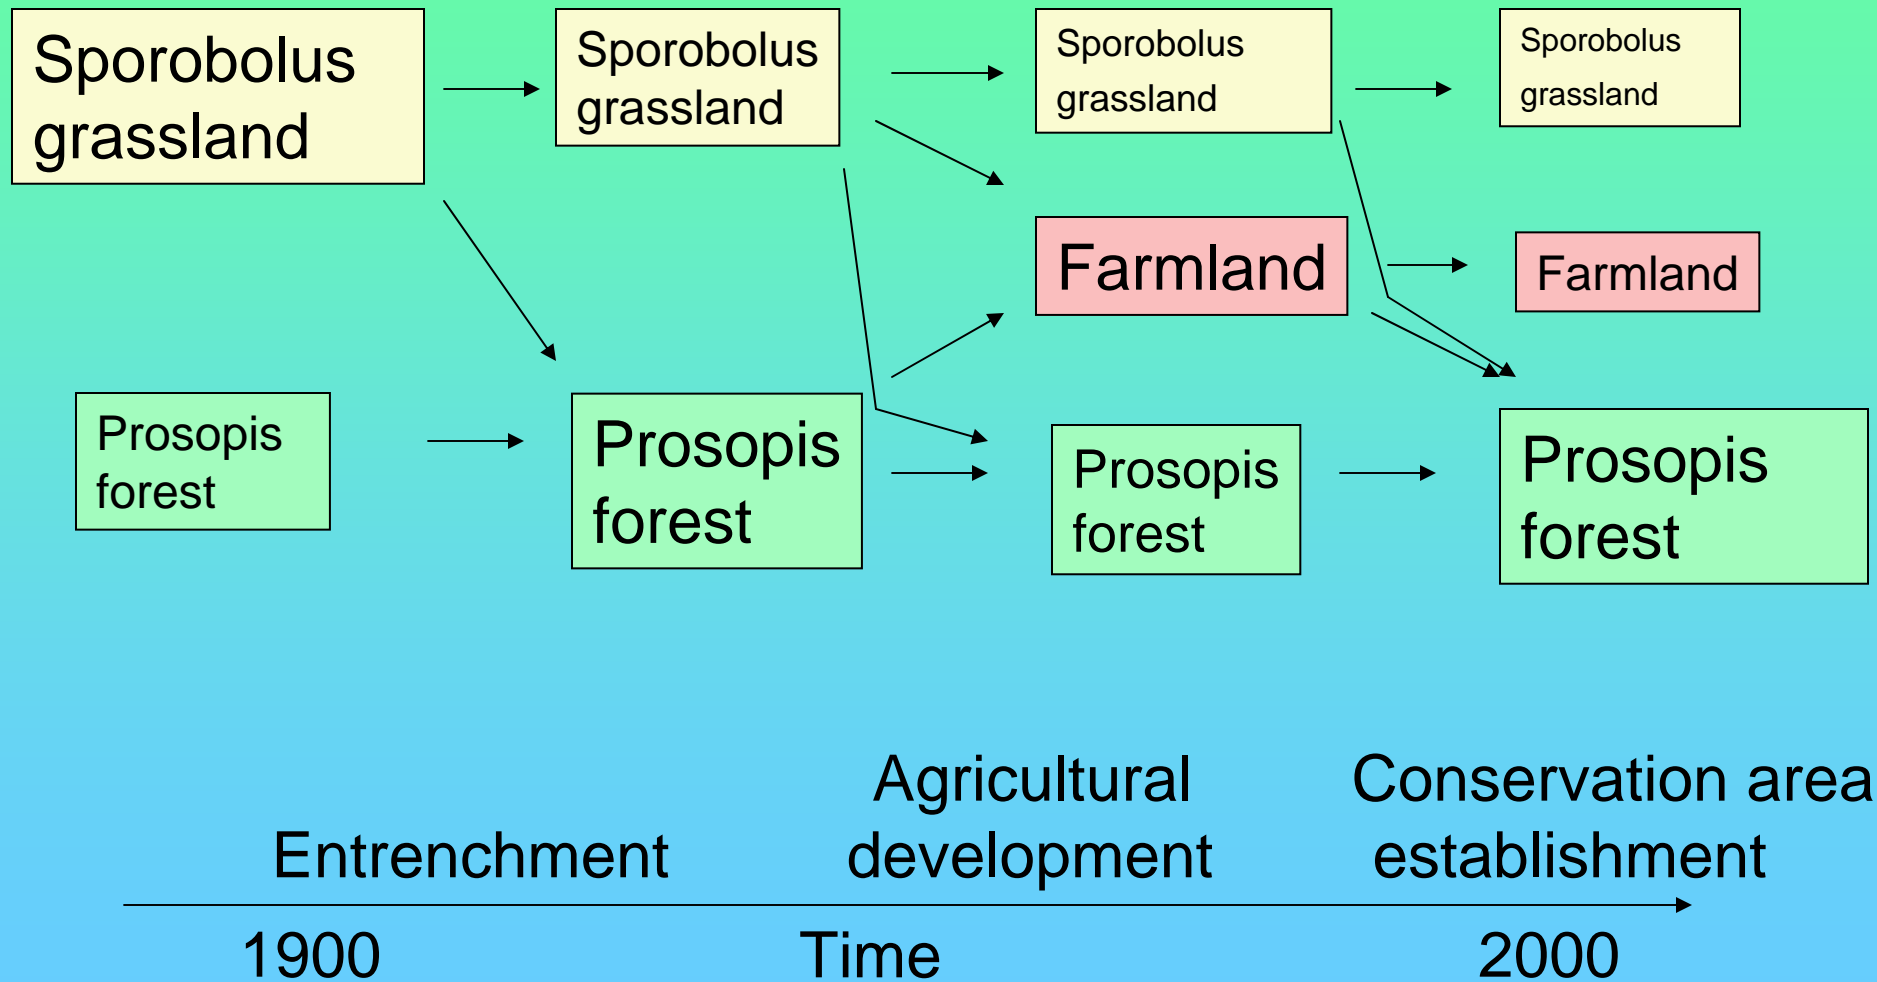 Sporobolus
grassland
Sporobolus
grassland
Sporobolus
grassland
Sporobolus
grassland
Farmland
Farmland
Prosopis
forest
Prosopis
forest
Prosopis
forest
Prosopis
forest
Entrenchment
Agricultural
development
Conservation area
establishment
1900
Time
2000